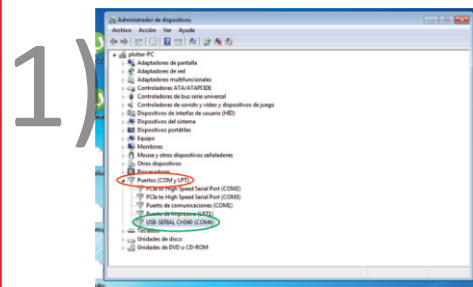 1)
Administrador de dispositivos
Archivo Acción Ver Ayuda
plotter-PC
Adaptadores de pantalla
Adaptadores de red
Adaptadores multifuncionales
Controladoras ATA/ATAPI IDE
Controladoras de bus serie universal
Controladoras de sonido y vídeo y dispositivos de juego
Dispositivos de interfaz de usuario (HID)
Dispositivos del sistema
Dispositivos portátiles
Equipo
Monitores
Mouse y otros dispositivos señaladores
Otros dispositivos
Procesadores
Puertos (COM y LPT)
PCIe to High Speed Serial Port (COM2)
PCIe to High Speed Serial Port (COM3)
Puerto de comunicaciones (COM1)
Puerto de impresora (LPT1)
USB-SERIAL CH340 (COM6)
Teclados
Unidades de disco
Unidades de DVD o CD-ROM